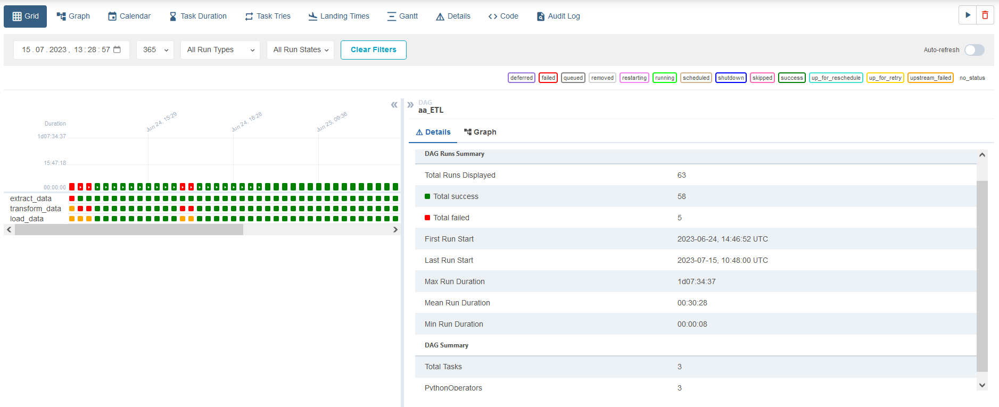 Grid Graph Calendar Task Duration Task Tries Landing Times Gantt Details Code Audit Log
15 . 07 . 2023 , 13 : 28 : 57 365 All Run Types All Run States Clear Filters Auto-refresh
deferred failed queued removed restarting running scheduled shutdown skipped success up_for_reschedule up_for_retry upstream_failed no_status
Duration
Jun 24, 15:29 Jun 24, 16:28 Jun 25, 09:36
1d07:34:37
15:47:18
00:00:00
extract_data
transform_data
load_data
DAG
aa_ETL
Details Graph
DAG Runs Summary
Total Runs Displayed 63
Total success 58
Total failed 5
First Run Start 2023-06-24, 14:46:52 UTC
Last Run Start 2023-07-15, 10:48:00 UTC
Max Run Duration 1d07:34:37
Mean Run Duration 00:30:28
Min Run Duration 00:00:08
DAG Summary
Total Tasks 3
PythonOperators 3